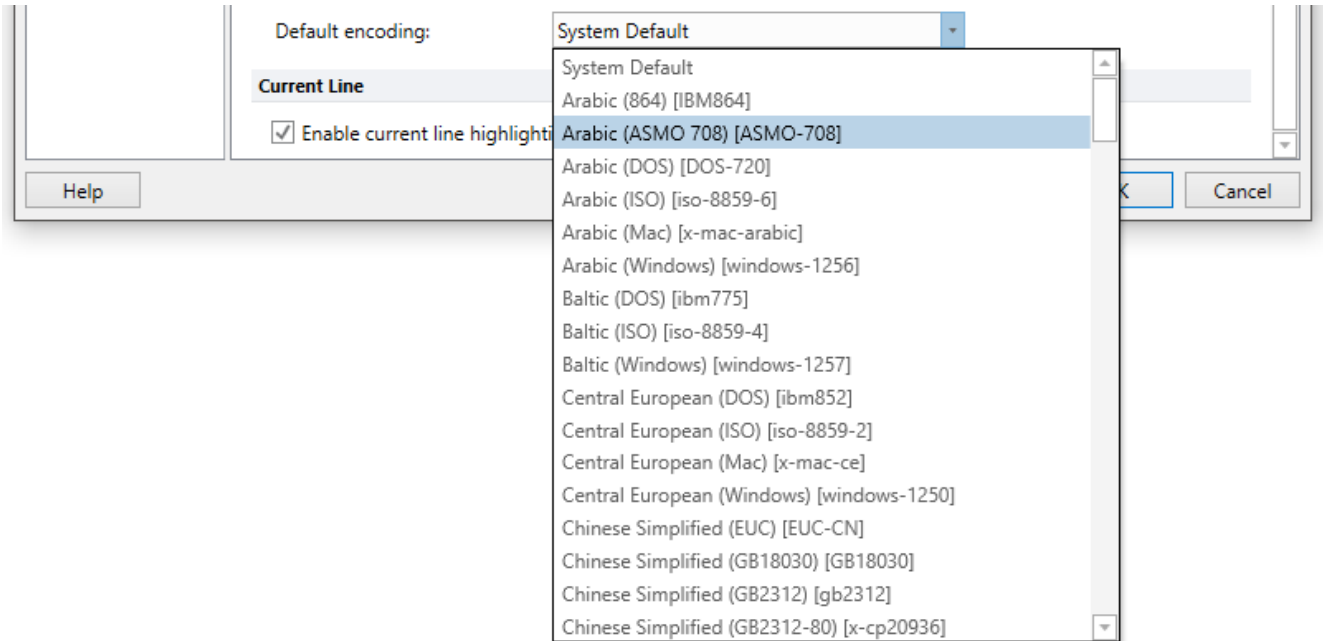 Default encoding: System Default
System Default
Current Line
Arabic (864) [IBM864]
Enable current line highlighti Arabic (ASMO 708) [ASMO-708]
Arabic (DOS) [DOS-720]
Help Arabic (ISO) [iso-8859-6] K Cancel
Arabic (Mac) [x-mac-arabic]
Arabic (Windows) [windows-1256]
Baltic (DOS) [ibm775]
Baltic (ISO) [iso-8859-4]
Baltic (Windows) [windows-1257]
Central European (DOS) [ibm852]
Central European (ISO) [iso-8859-2]
Central European (Mac) [x-mac-ce]
Central European (Windows) [windows-1250]
Chinese Simplified (EUC) [EUC-CN]
Chinese Simplified (GB18030) [GB18030]
Chinese Simplified (GB2312) [gb2312]
Chinese Simplified (GB2312-80) [x-cp20936]